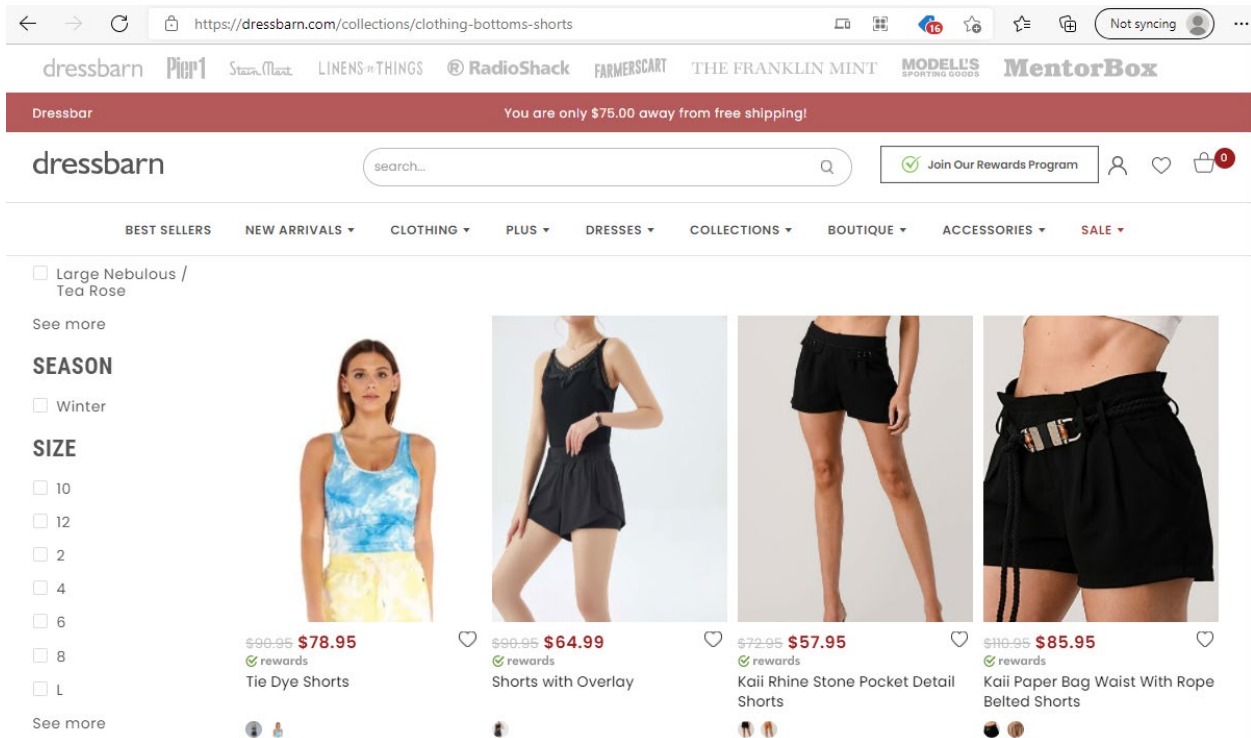 https://dressbarn.com/collections/clothing-bottoms-shorts 16 Not syncing
dressbarn Pier1 Stein Mart LINENS n THINGS RadioShack FARMERSCART THE FRANKLIN MINT MODELL'S SPORTING GOODS MentorBox
Dressbar You are only $75.00 away from free shipping!
dressbarn search... Join Our Rewards Program 0
BEST SELLERS NEW ARRIVALS CLOTHING PLUS DRESSES COLLECTIONS BOUTIQUE ACCESSORIES SALE
Large Nebulous /
Tea Rose
See more
SEASON
Winter
SIZE
10
12
2
4
6
8
L
See more
$90.95 $78.95
rewards
Tie Dye Shorts
$90.95 $64.99
rewards
Shorts with Overlay
$72.95 $57.95
rewards
Kaii Rhine Stone Pocket Detail
Shorts
$110.95 $85.95
rewards
Kaii Paper Bag Waist With Rope
Belted Shorts